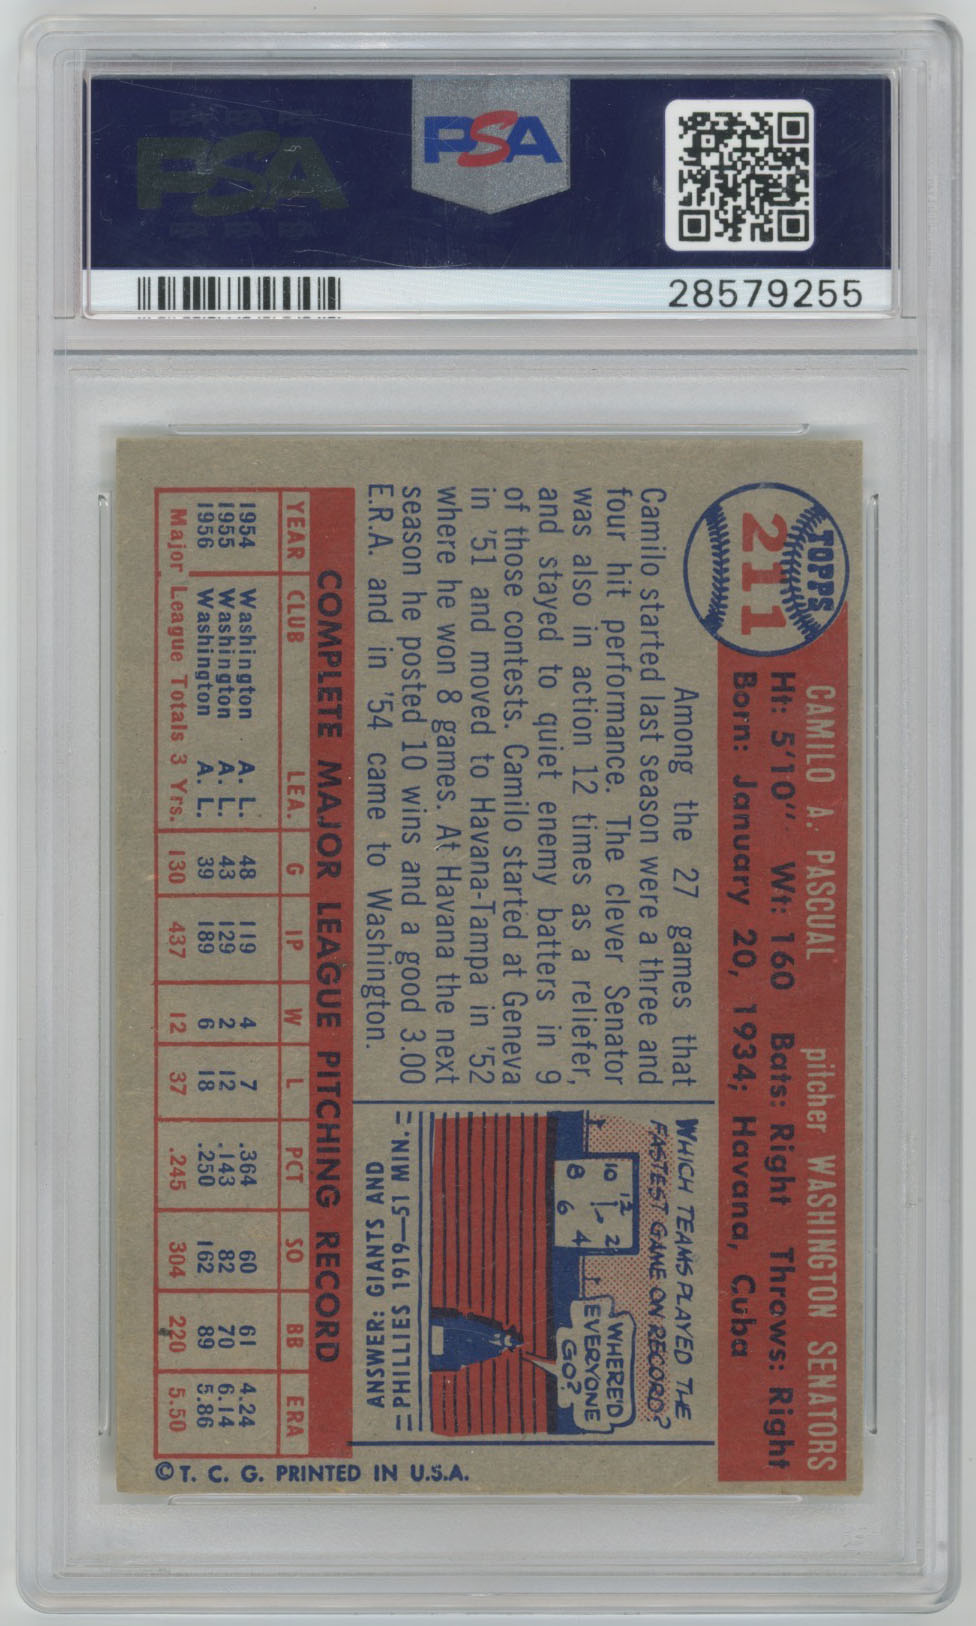 PSA
PSA
28579255
TOPPS
211
CAMILO A. PASCUAL pitcher WASHINGTON SENATORS
Ht: 5'10" Wt: 160 Bats: Right Throws: Right
Born: January 20, 1934; Havana, Cuba
Among the 27 games that
Camilo started last season were a three and
four hit performance. The clever Senator
was also in action 12 times as a reliefer,
and stayed to quiet enemy batters in 9
of those contests. Camilo started at Geneva
in '51 and moved to Havana-Tampa in '52
where he won 8 games. At Havana the next
season he posted 10 wins and a good 3.00
E.R.A. and in '54 came to Washington.
WHICH TEAMS PLAYED THE
FASTEST GAME ON RECORD?
WHERE'D
EVERYONE
GO?
12
10 2
8 6 4
ANSWER: GIANTS AND
PHILLIES 1919—51 MIN.
COMPLETE MAJOR LEAGUE PITCHING RECORD
YEAR CLUB LEA. G IP W L PCT SO BB ERA
1954 Washington A. L. 48 119 4 7 .364 60 61 4.24
1955 Washington A. L. 43 129 2 12 .143 82 70 6.14
1956 Washington A. L. 39 189 6 18 .250 162 89 5.86
Major League Totals 3 Yrs. 130 437 12 37 .245 304 220 5.50
© T. C. G. PRINTED IN U.S.A.